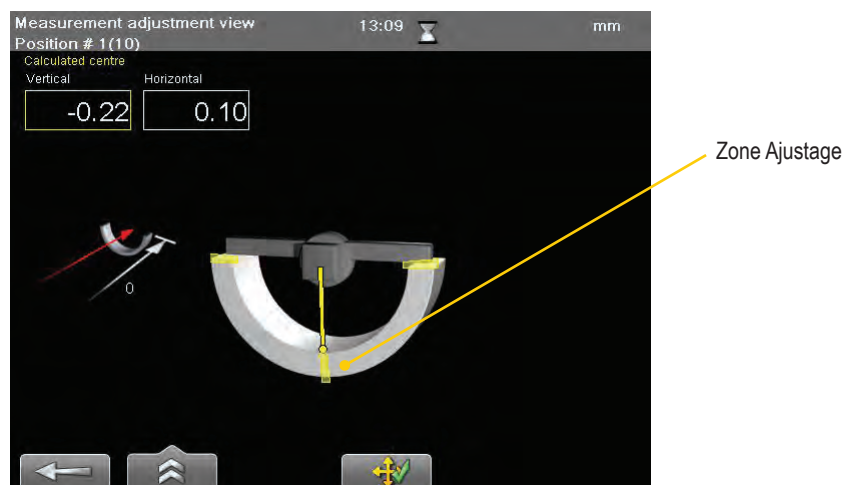 Measurement adjustment view 13:09 mm
Position # 1(10)
Calculated centre
Vertical Horizontal
-0.22 0.10
Zone Ajustage
0